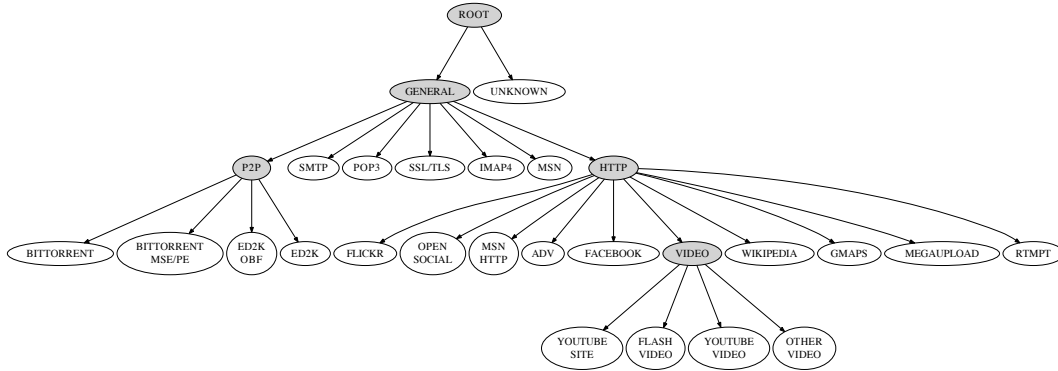 ROOT
GENERAL
UNKNOWN
P2P
SMTP
POP3
SSL/TLS
IMAP4
MSN
HTTP
BITTORRENT
BITTORRENT
MSE/PE
ED2K
OBF
ED2K
FLICKR
OPEN
SOCIAL
MSN
HTTP
ADV
FACEBOOK
VIDEO
WIKIPEDIA
GMAPS
MEGAUPLOAD
RTMPT
YOUTUBE
SITE
FLASH
VIDEO
YOUTUBE
VIDEO
OTHER
VIDEO